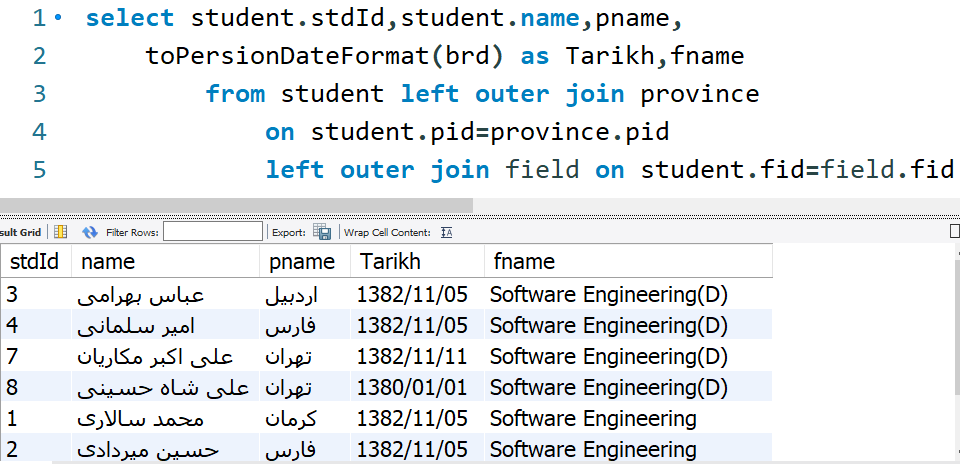 1 select student.stdId,student.name,pname,
2 toPersionDateFormat(brd) as Tarikh,fname
3 from student left outer join province
4 on student.pid=province.pid
5 left outer join field on student.fid=field.fid
sult Grid Filter Rows: Export: Wrap Cell Content:
stdId name pname Tarikh fname
3 عباس بهرامی اردبیل 1382/11/05 Software Engineering(D)
4 امیر سلمانی فارس 1382/11/05 Software Engineering(D)
7 علی اکبر مکاریان تهران 1382/11/11 Software Engineering(D)
8 علی شاه حسینی تهران 1380/01/01 Software Engineering(D)
1 محمد سالاری کرمان 1382/11/05 Software Engineering
2 حسین میردادی فارس 1382/11/05 Software Engineering